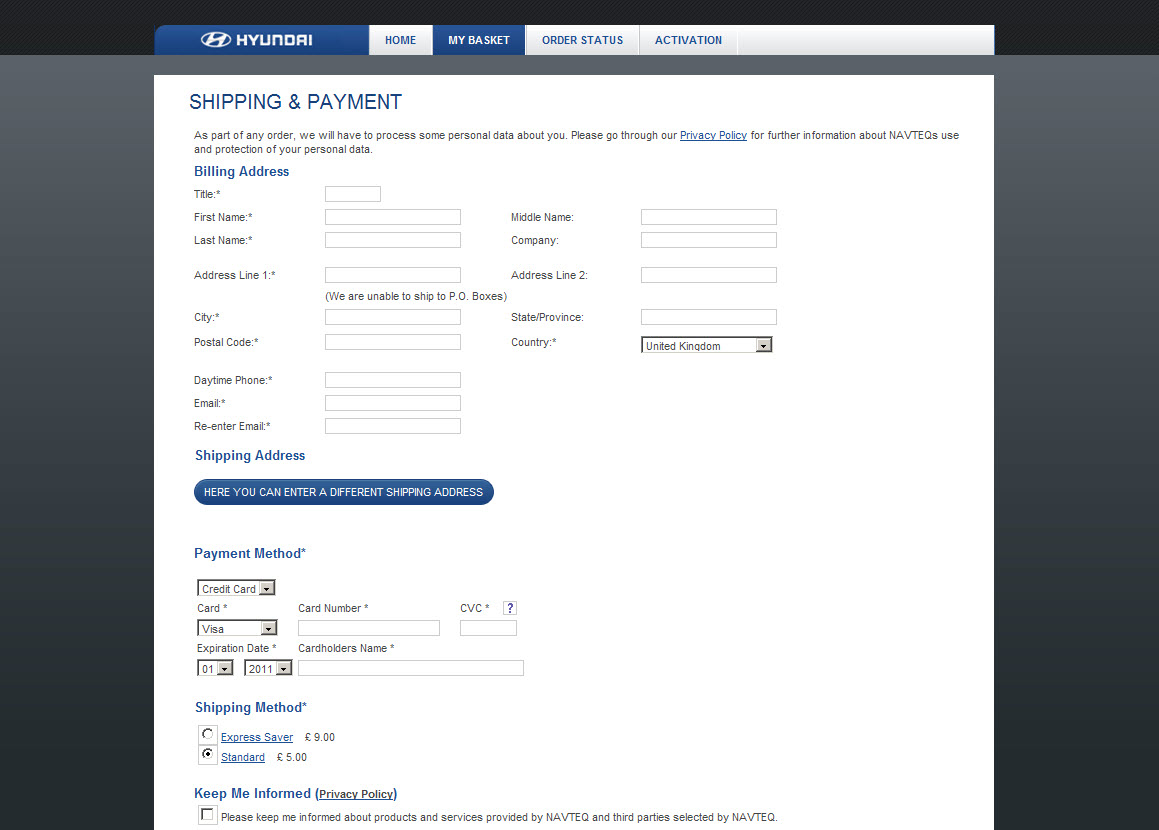 HYUNDAI HOME MY BASKET ORDER STATUS ACTIVATION
SHIPPING & PAYMENT
As part of any order, we will have to process some personal data about you. Please go through our Privacy Policy for further information about NAVTEQs use
and protection of your personal data.
Billing Address
Title:*
First Name:* Middle Name:
Last Name:* Company:
Address Line 1:* Address Line 2:
(We are unable to ship to P.O. Boxes)
City:* State/Province:
Postal Code:* Country:* United Kingdom
Daytime Phone:*
Email:*
Re-enter Email:*
Shipping Address
HERE YOU CAN ENTER A DIFFERENT SHIPPING ADDRESS
Payment Method*
Credit Card
Card * Card Number * CVC * ?
Visa
Expiration Date * Cardholders Name *
01 2011
Shipping Method*
Express Saver £ 9.00
Standard £ 5.00
Keep Me Informed (Privacy Policy)
Please keep me informed about products and services provided by NAVTEQ and third parties selected by NAVTEQ.